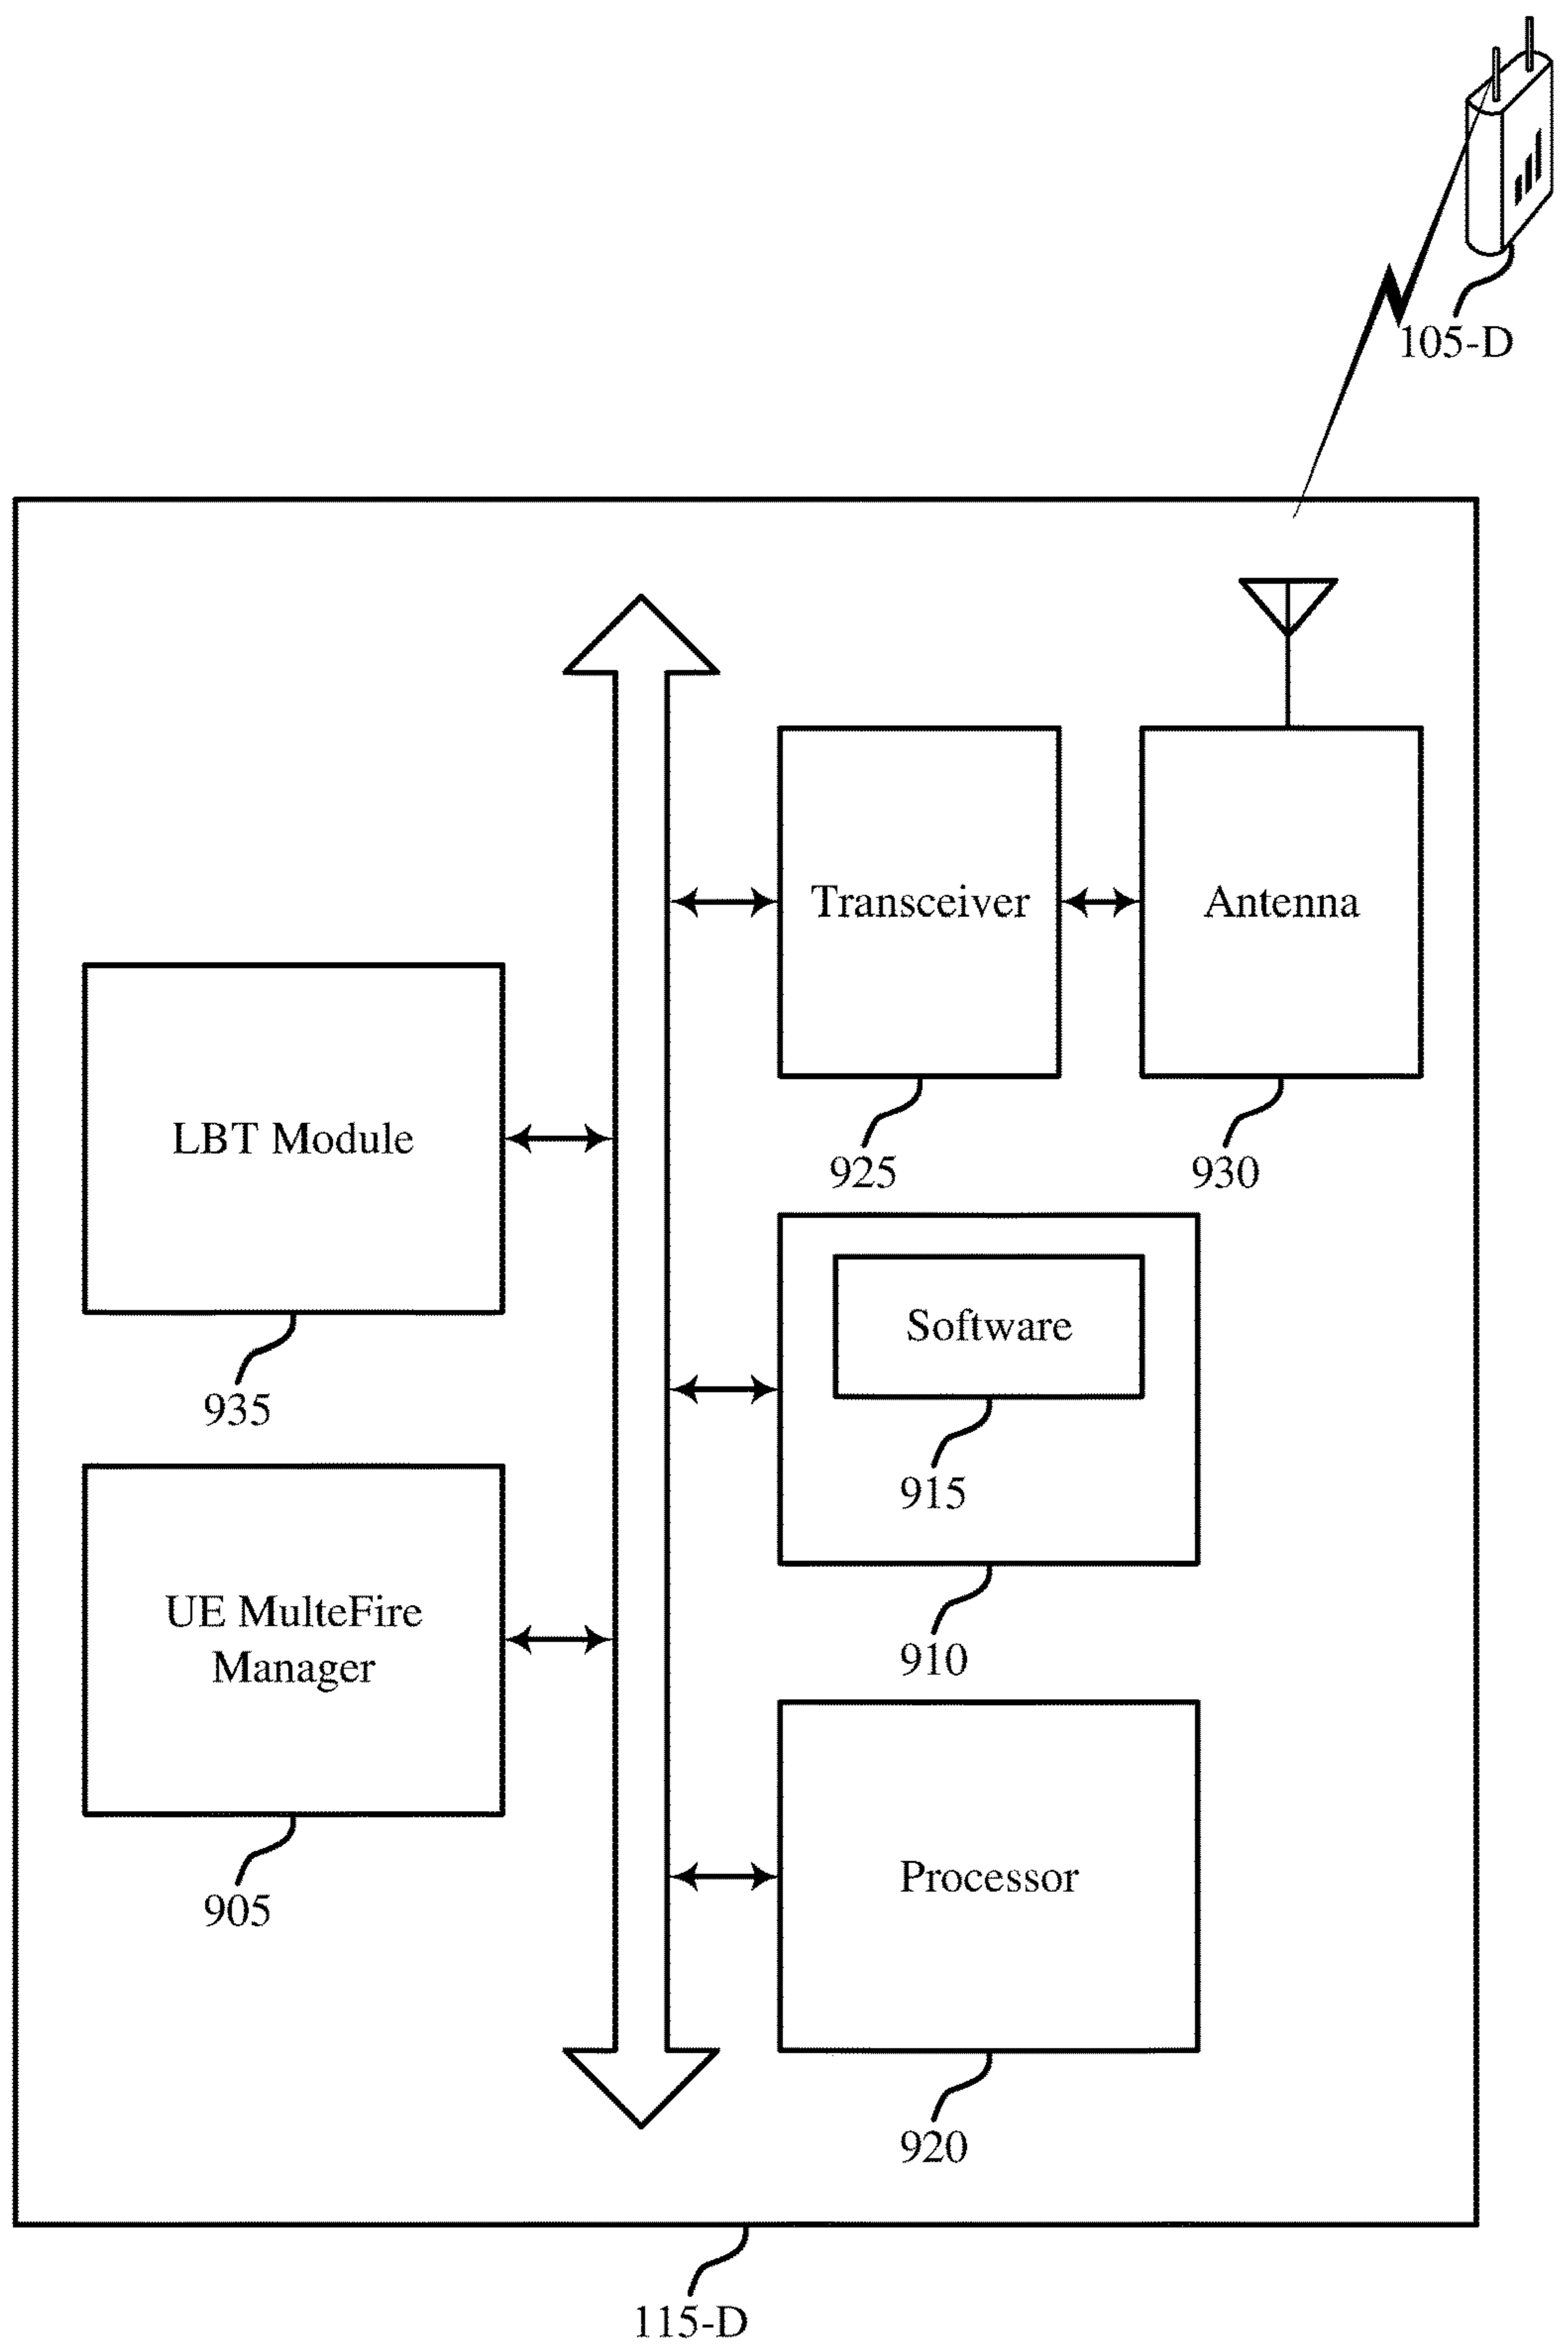 105-D
Transceiver
Antenna
925
930
LBT Module
935
Software
915
910
UE MulteFire
Manager
905
Processor
920
115-D